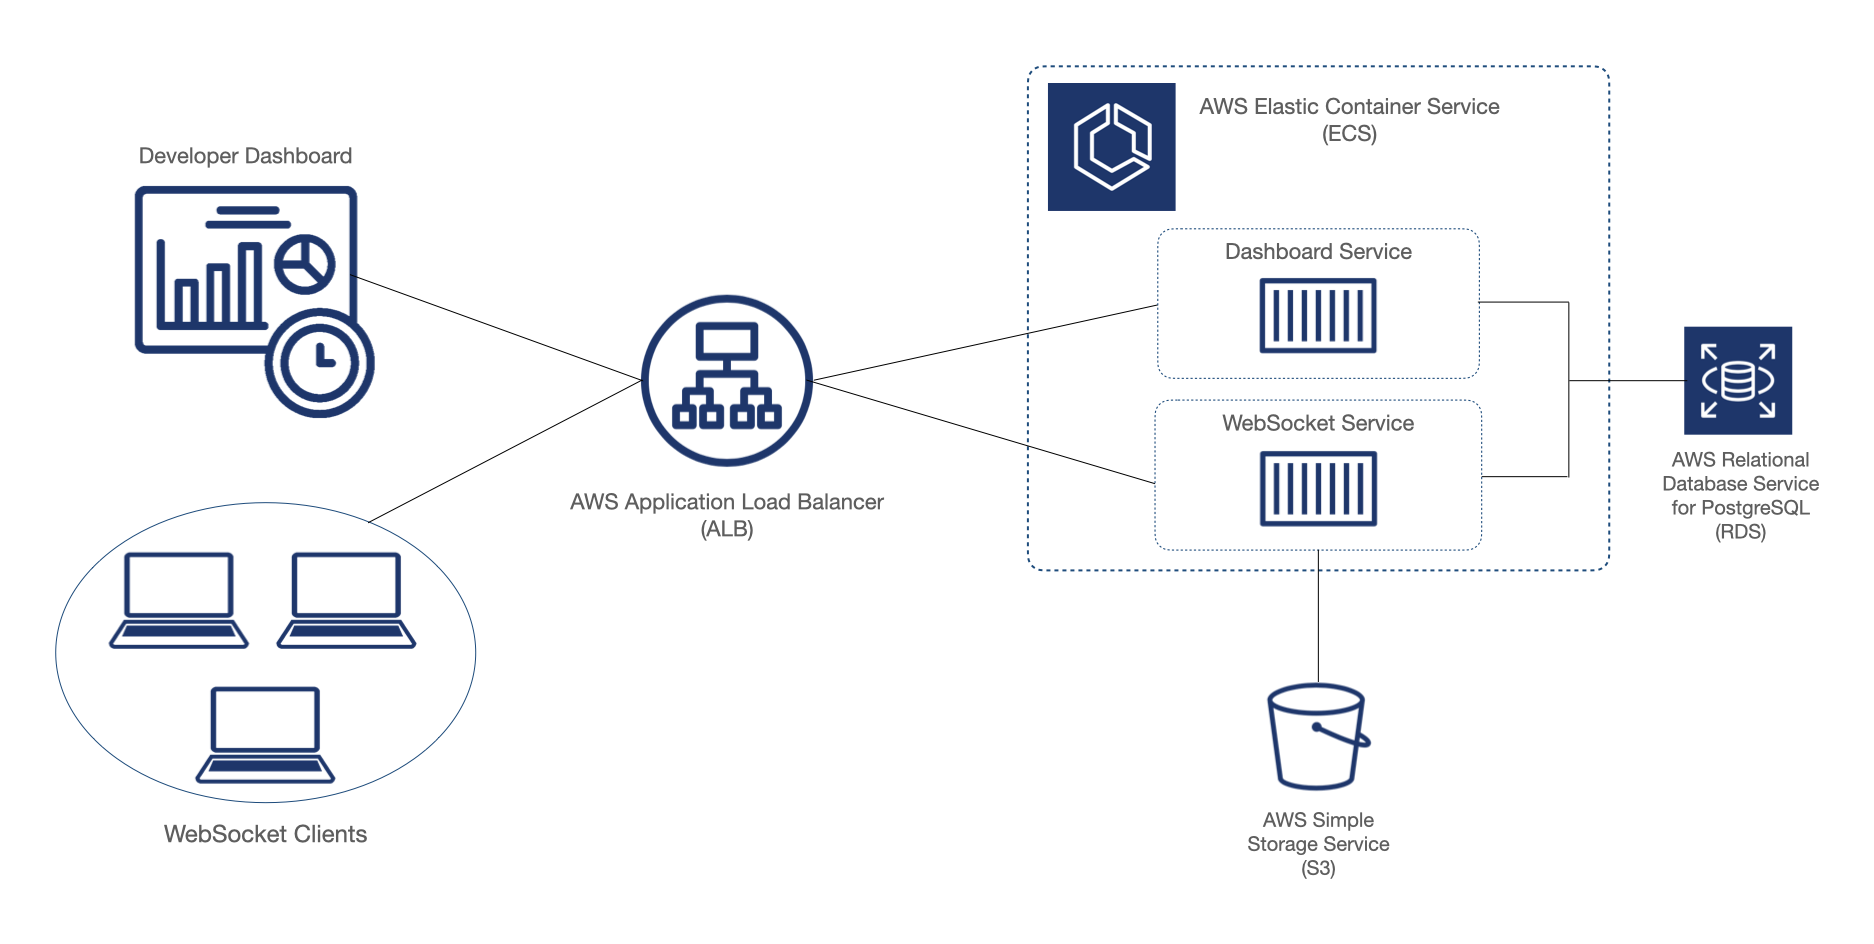 AWS Elastic Container Service
(ECS)
Developer Dashboard
Dashboard Service
WebSocket Service
AWS Application Load Balancer
(ALB)
AWS Relational
Database Service
for PostgreSQL
(RDS)
WebSocket Clients
AWS Simple
Storage Service
(S3)